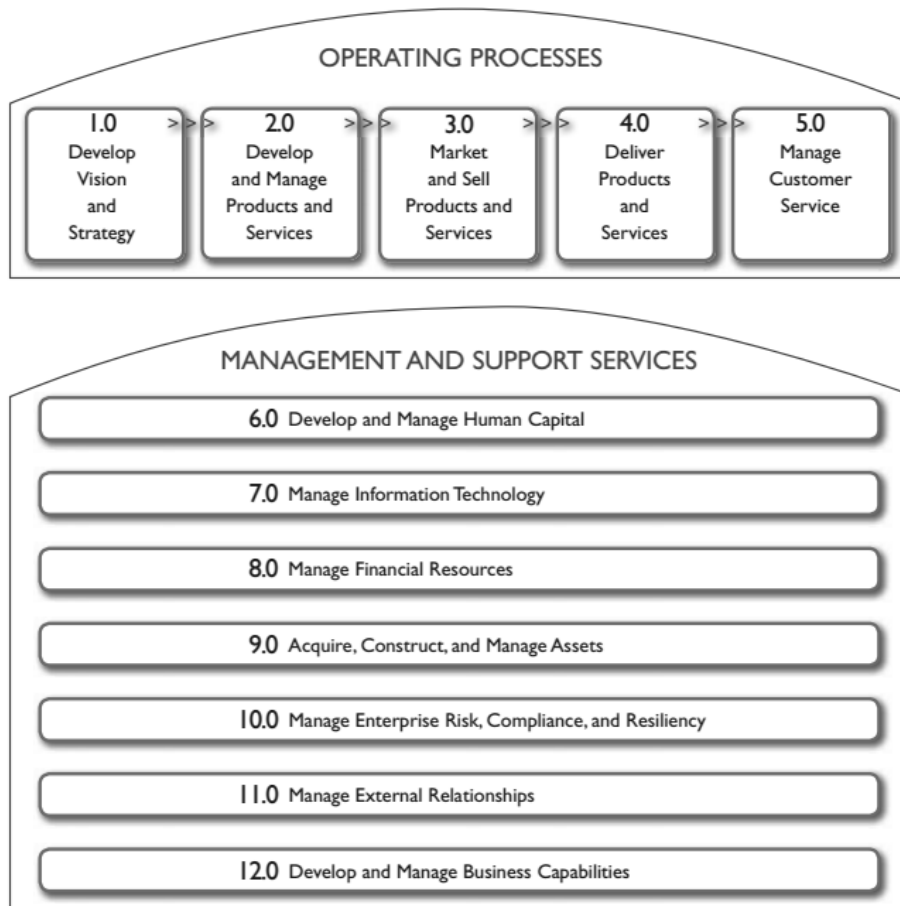 OPERATING PROCESSES
1.0 >>>
Develop
Vision
and
Strategy
2.0 >>>
Develop
and Manage
Products and
Services
3.0 >>>
Market
and Sell
Products and
Services
4.0 >>>
Deliver
Products
and
Services
5.0
Manage
Customer
Service
MANAGEMENT AND SUPPORT SERVICES
6.0 Develop and Manage Human Capital
7.0 Manage Information Technology
8.0 Manage Financial Resources
9.0 Acquire, Construct, and Manage Assets
10.0 Manage Enterprise Risk, Compliance, and Resiliency
11.0 Manage External Relationships
12.0 Develop and Manage Business Capabilities